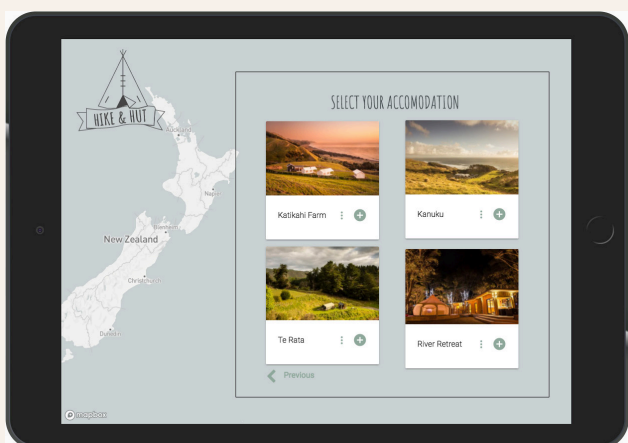 HIKE & HUT
Auckland
Napier
Blenheim
New Zealand
Christchurch
Dunedin
mapbox
SELECT YOUR ACCOMODATION
Katikahi Farm
Kanuku
Te Rata
River Retreat
Previous